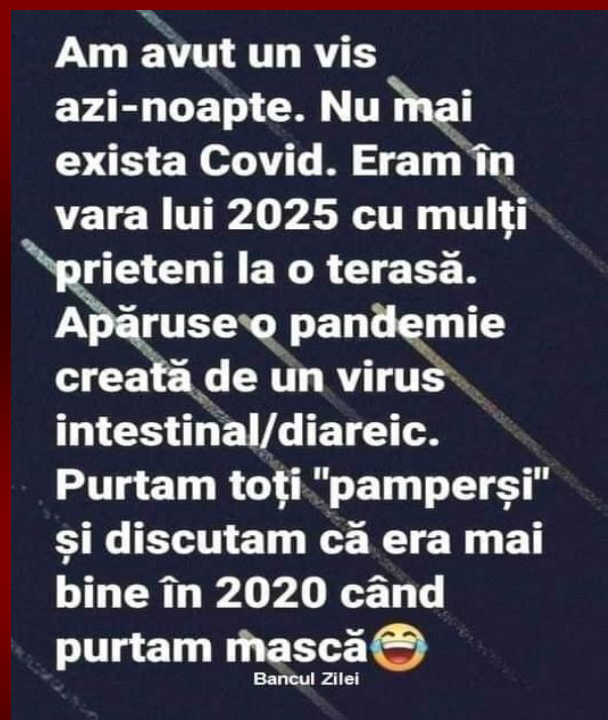 Am avut un vis
azi-noapte. Nu mai
exista Covid. Eram în
vara lui 2025 cu mulți
prieteni la o terasă.
Apăruse o pandemie
creată de un virus
intestinal/diareic.
Purtam toți "pamperși"
și discutam că era mai
bine în 2020 când
purtam mască😂
Bancul Zilei